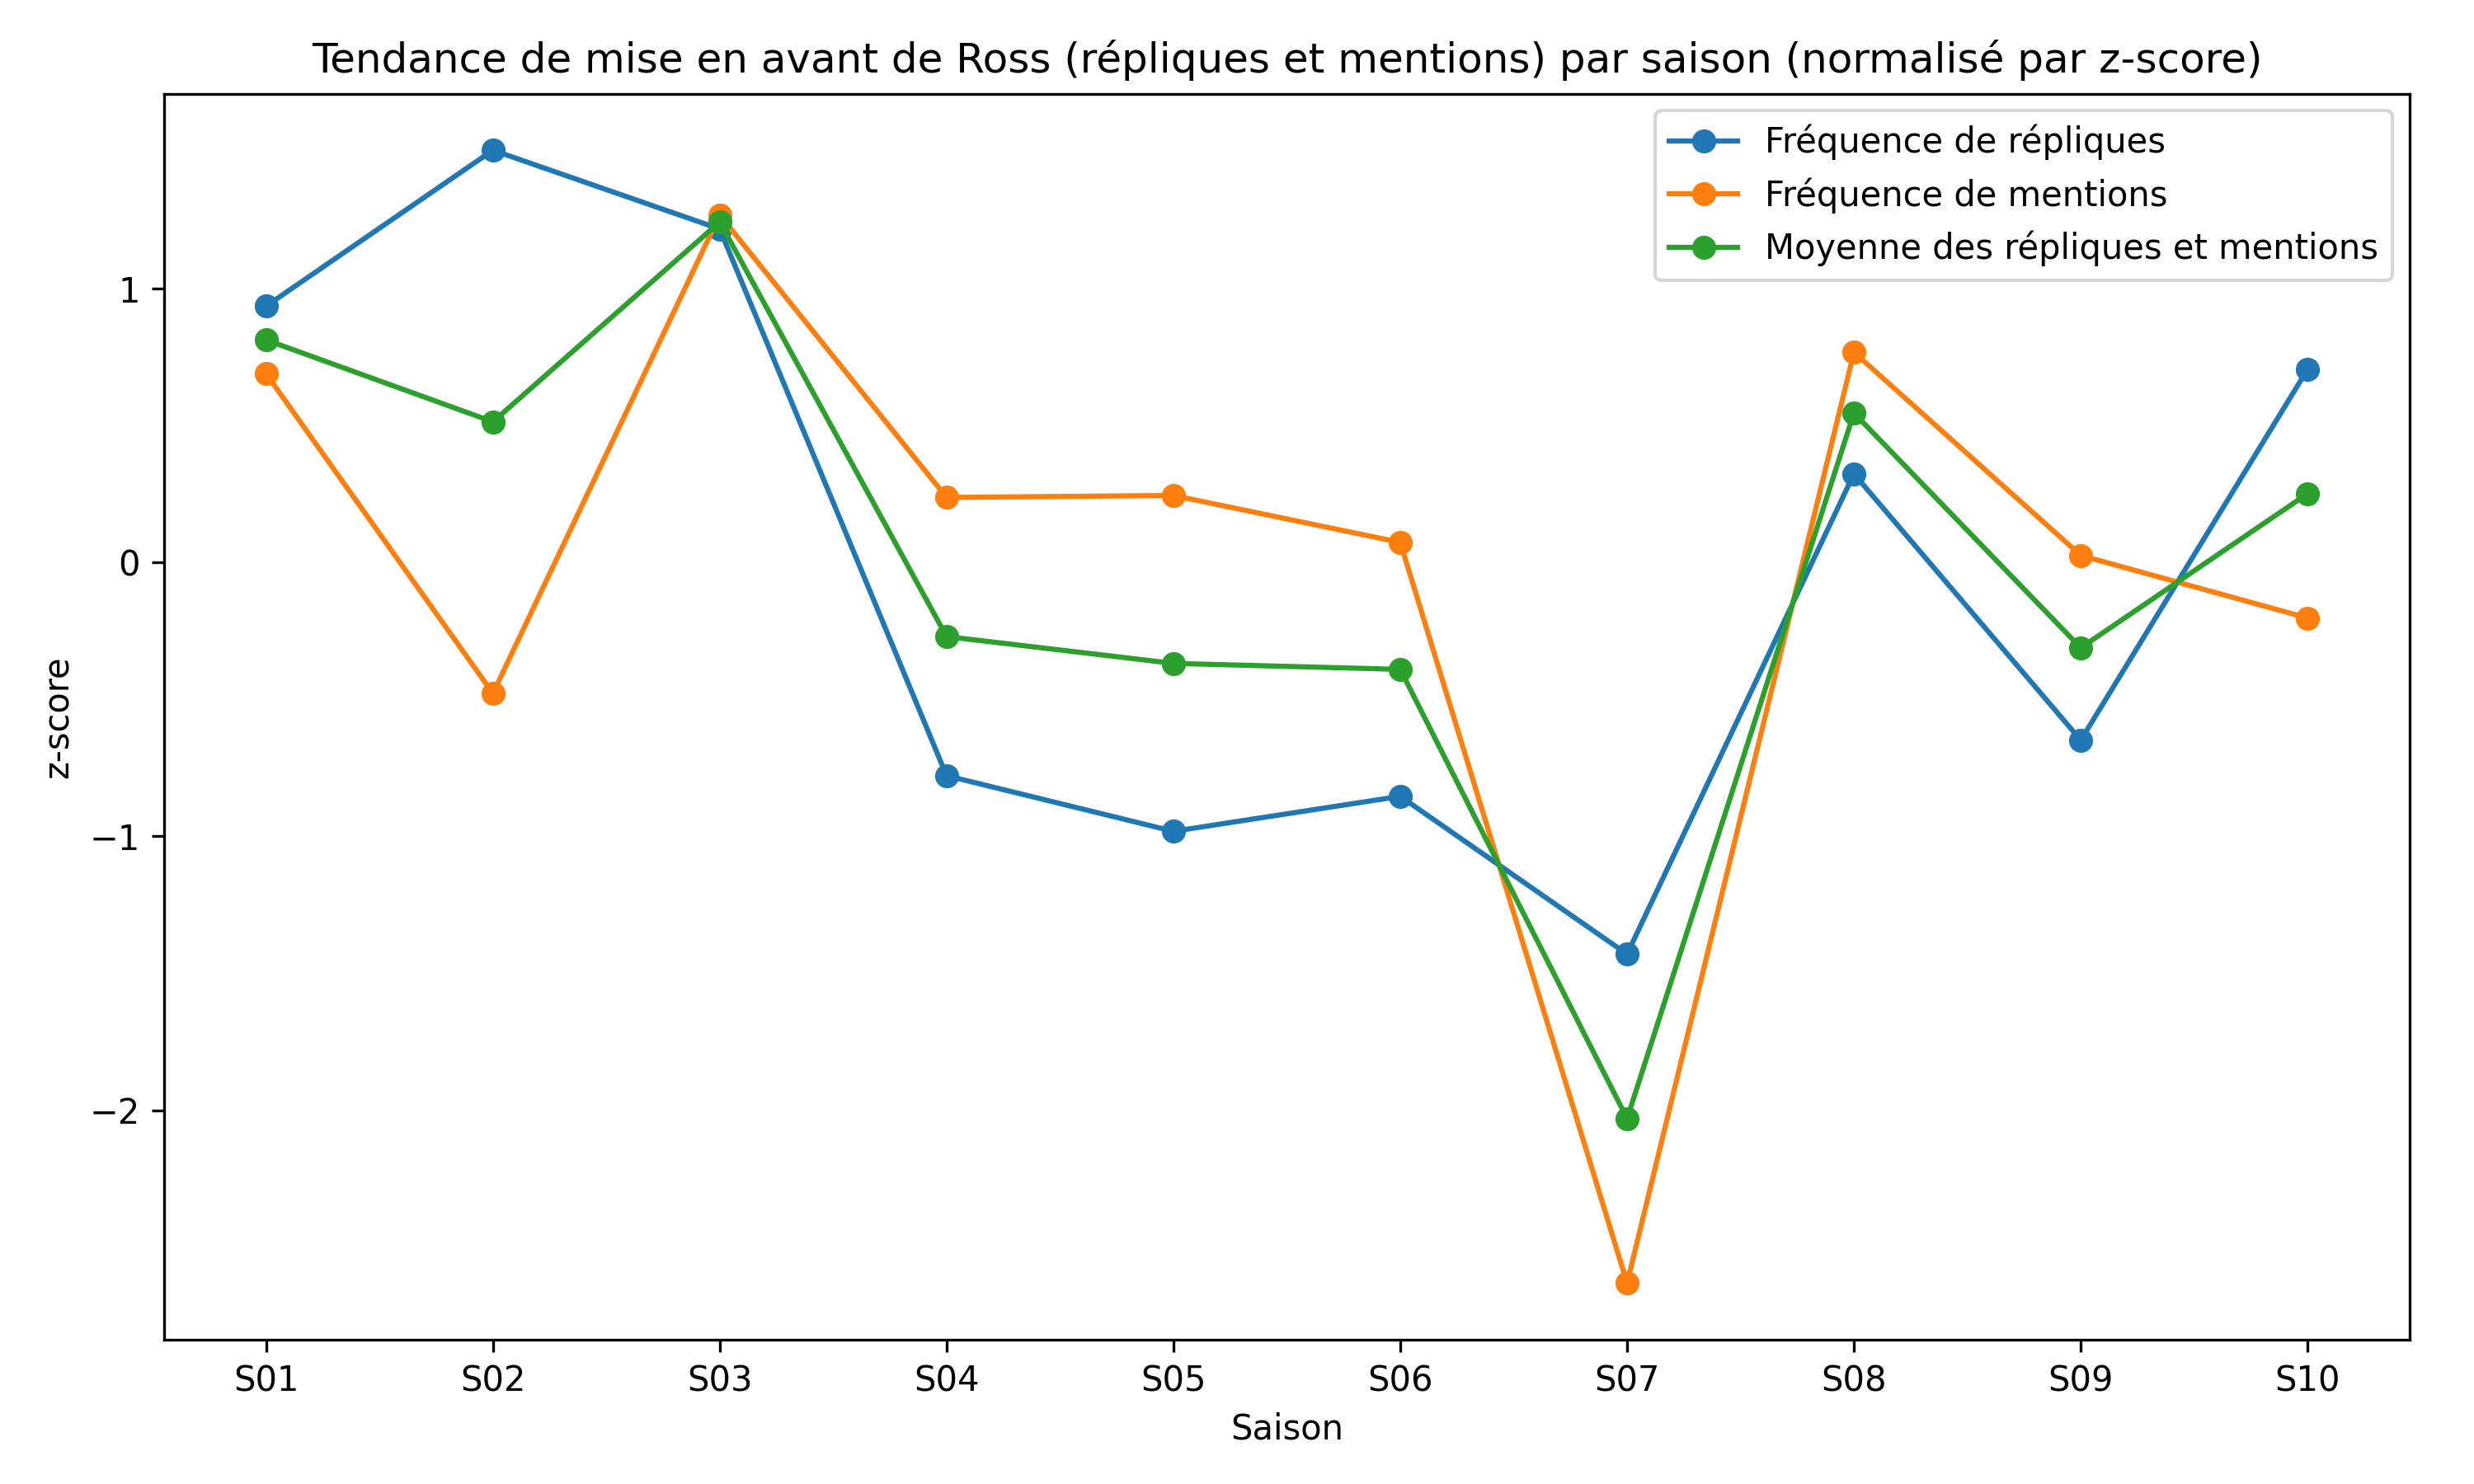 Tendance de mise en avant de Ross (répliques et mentions) par saison (normalisé par z-score)
Fréquence de répliques
Fréquence de mentions
Moyenne des répliques et mentions
1
0
−1
−2
z-score
S01 S02 S03 S04 S05 S06 S07 S08 S09 S10
Saison